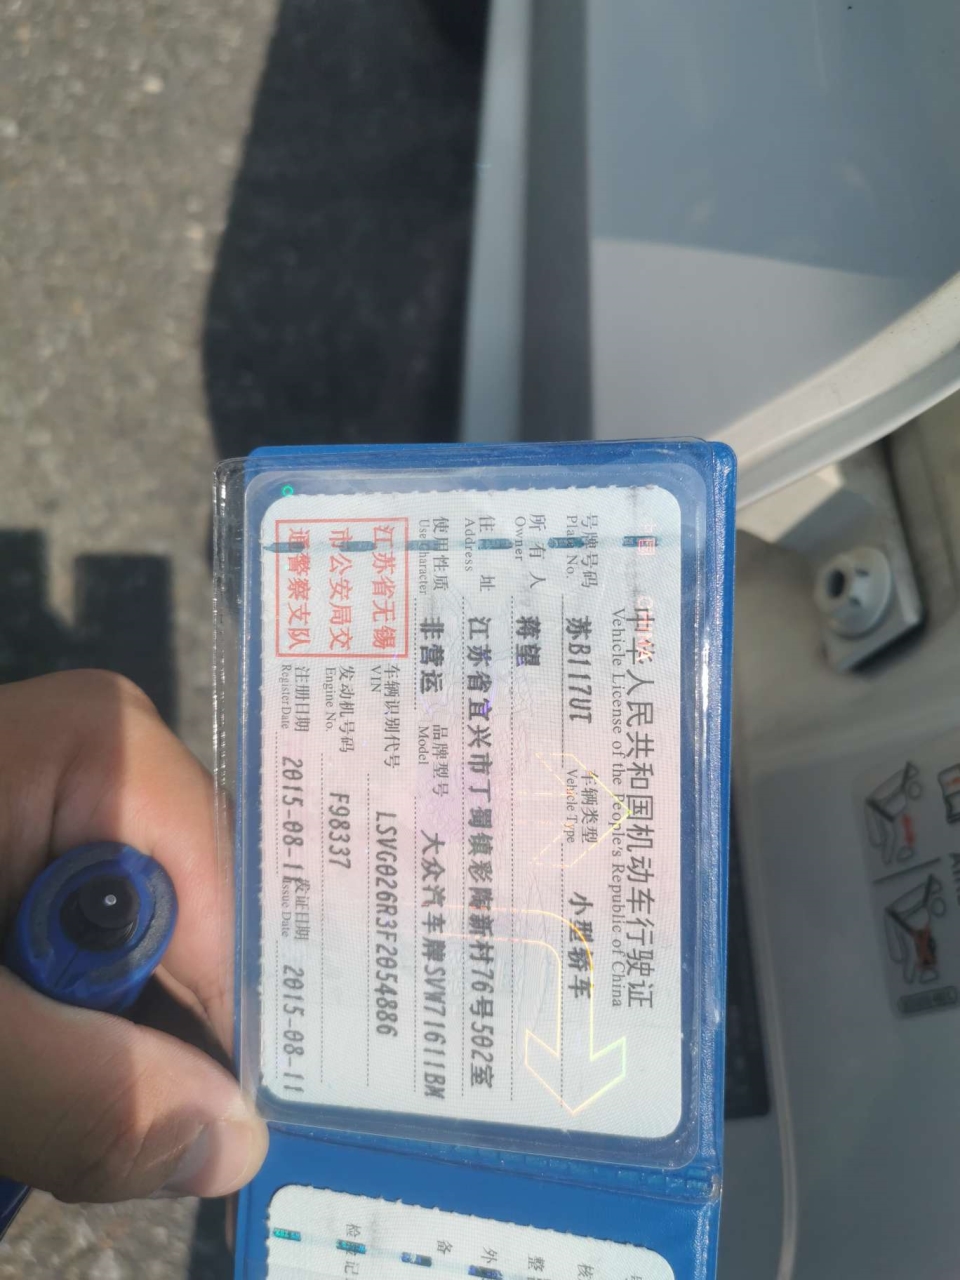 中华人民共和国机动车行驶证
Vehicle License of the People's Republic of China
号牌号码 苏B117UT 车辆类型 小型轿车
Plate No. Vehicle Type
所有人 蒋望
Owner
住址 江苏省宜兴市丁蜀镇彩陶新村76号502室
Address
使用性质 非营运 品牌型号 大众汽车牌SVW71611BM
Use Character Model
江苏省无锡
市公安局交
通警察支队
车辆识别代号 LSVG026R3F2054886
VIN
发动机号码 F98337
Engine No.
注册日期 2015-08-11 发证日期 2015-08-11
Register Date Issue Date